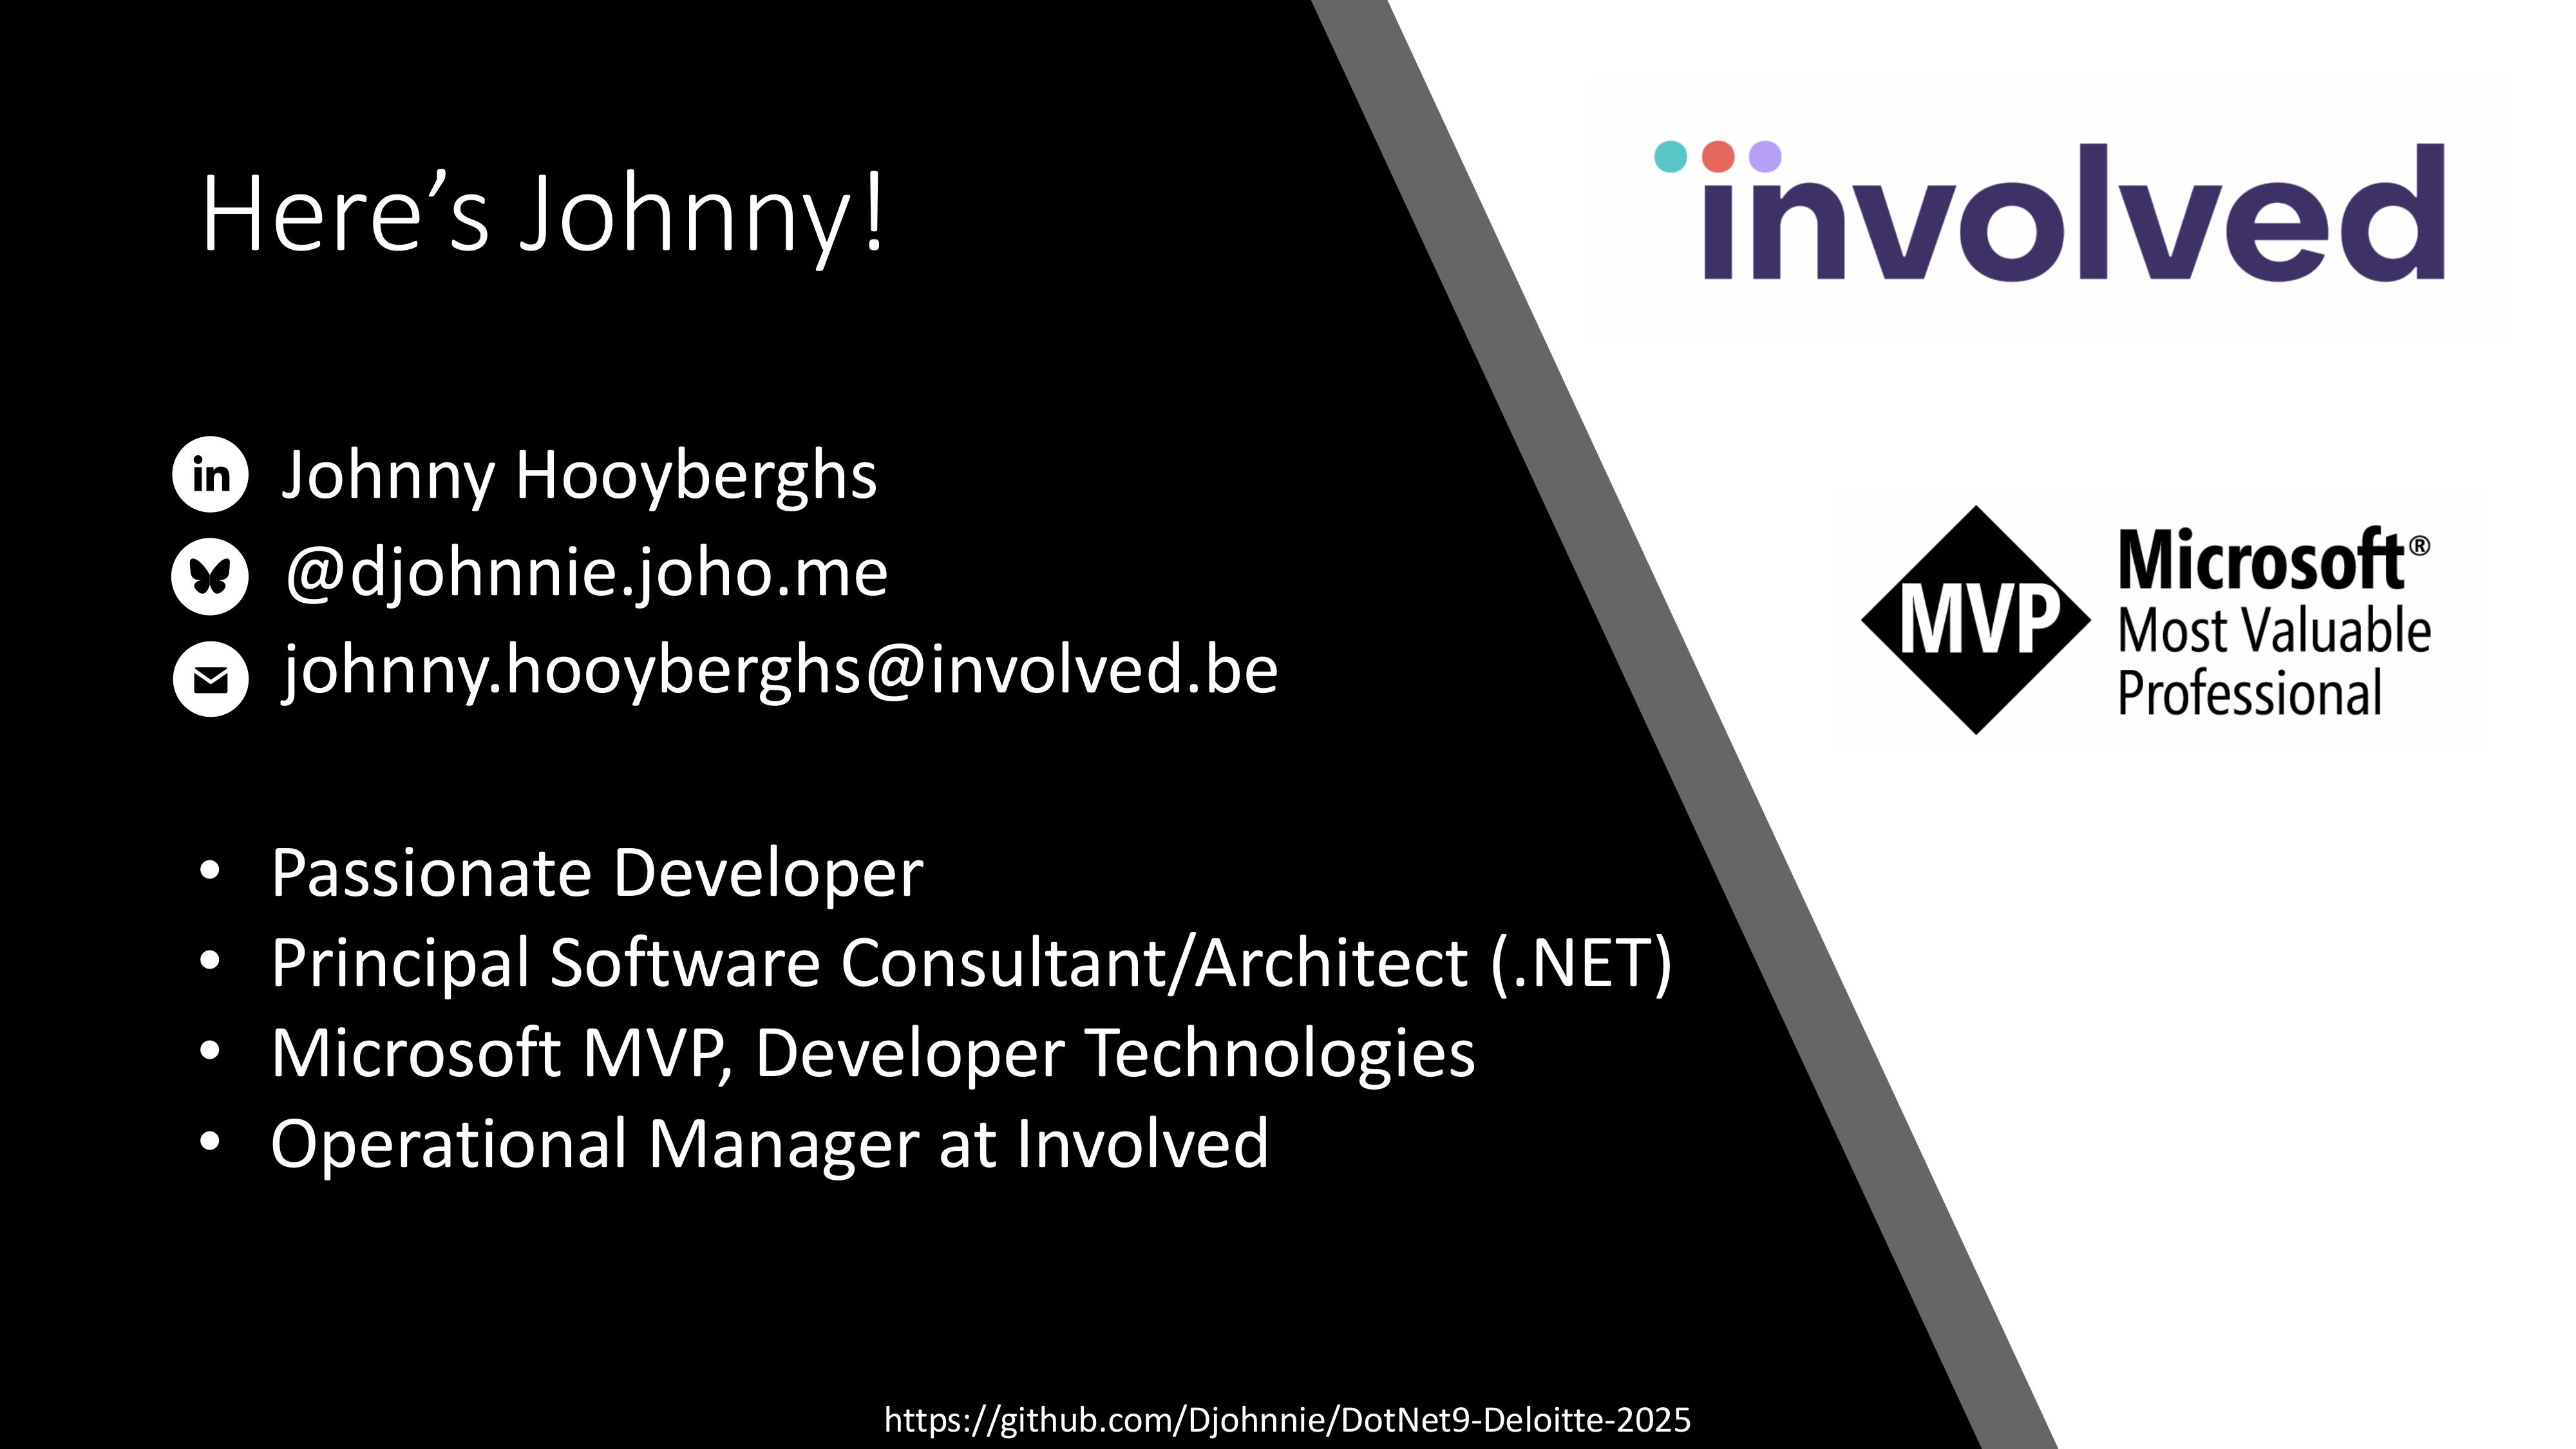 Here’s Johnny!
in
Johnny Hooyberghs
@djohnnie.joho.me
johnny.hooyberghs@involved.be
• Passionate Developer
• Principal Software Consultant/Architect (.NET)
• Microsoft MVP, Developer Technologies
• Operational Manager at Involved
https://github.com/Djohnnie/DotNet9-Deloitte-2025
involved
MVP
Microsoft®
Most Valuable
Professional